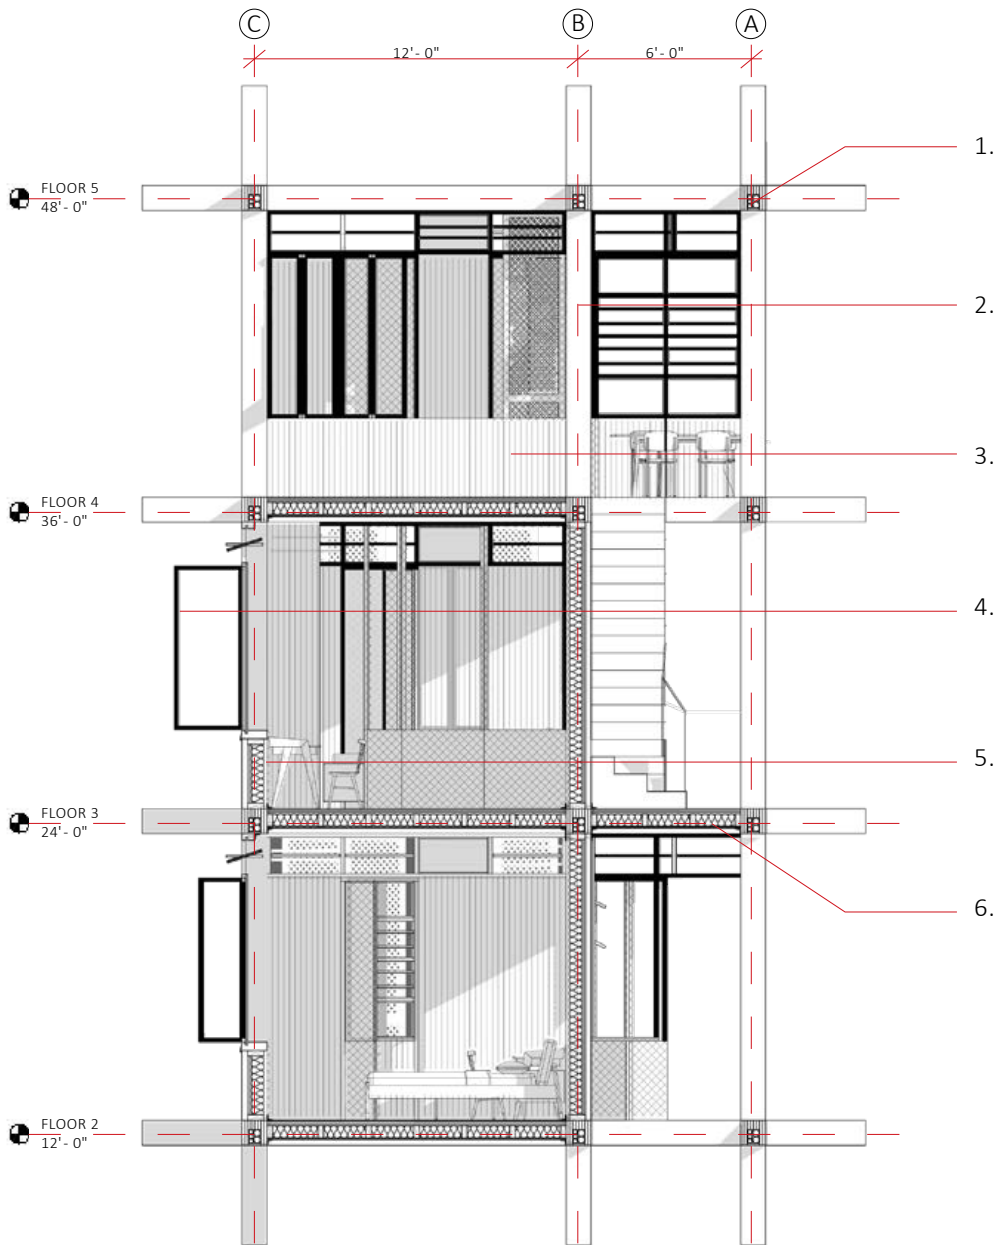 C B A
12'- 0" 6'- 0"
1.
FLOOR 5
48'- 0"
2.
3.
FLOOR 4
36'- 0"
4.
5.
FLOOR 3
24'- 0"
6.
FLOOR 2
12'- 0"